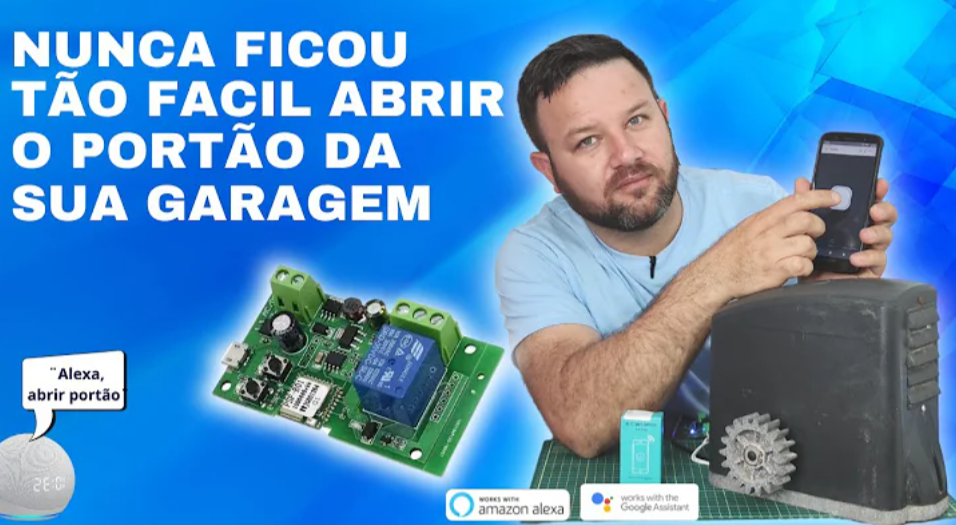 NUNCA FICOU
TÃO FACIL ABRIR
O PORTÃO DA
SUA GARAGEM
¨Alexa,
abrir portão
WORKS WITH
amazon alexa
works with the
Google Assistant